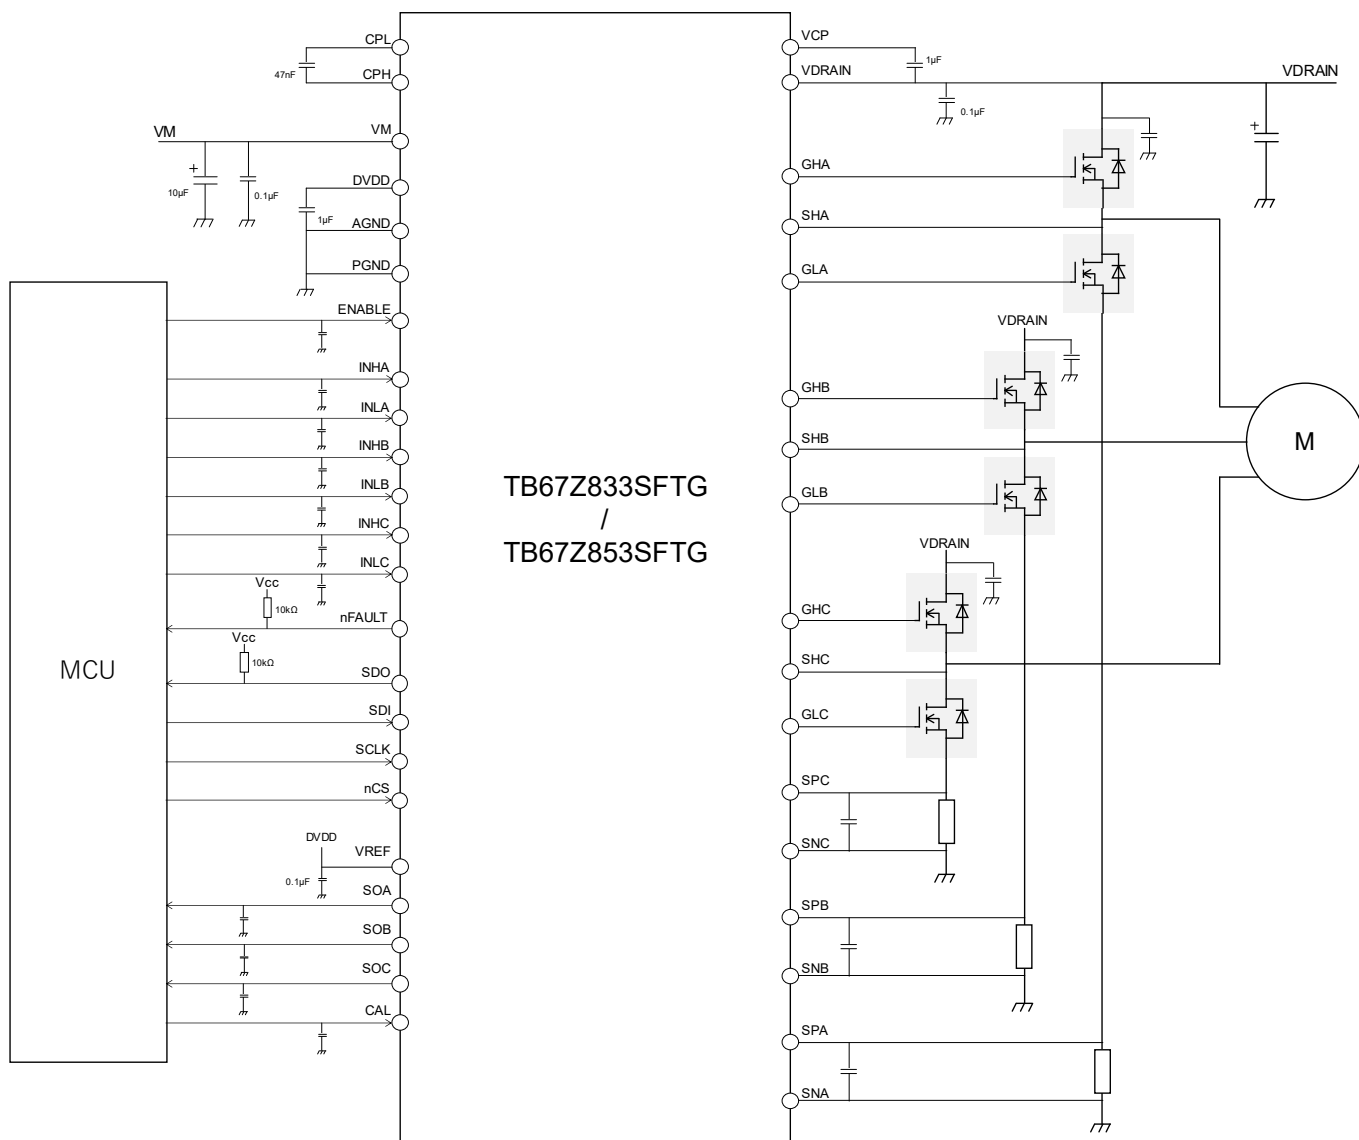 CPL
47nF
CPH
VM
VM
+
10µF
0.1µF
DVDD
1µF
AGND
PGND
ENABLE
INHA
INLA
INHB
INLB
INHC
INLC
Vcc
10kΩ
nFAULT
Vcc
10kΩ
SDO
SDI
SCLK
nCS
DVDD
VREF
0.1µF
SOA
SOB
SOC
CAL
MCU
TB67Z833SFTG
/
TB67Z853SFTG
VCP
1µF
VDRAIN
VDRAIN
0.1µF
+
GHA
SHA
GLA
VDRAIN
GHB
SHB
GLB
VDRAIN
GHC
SHC
GLC
M
SPC
SNC
SPB
SNB
SPA
SNA